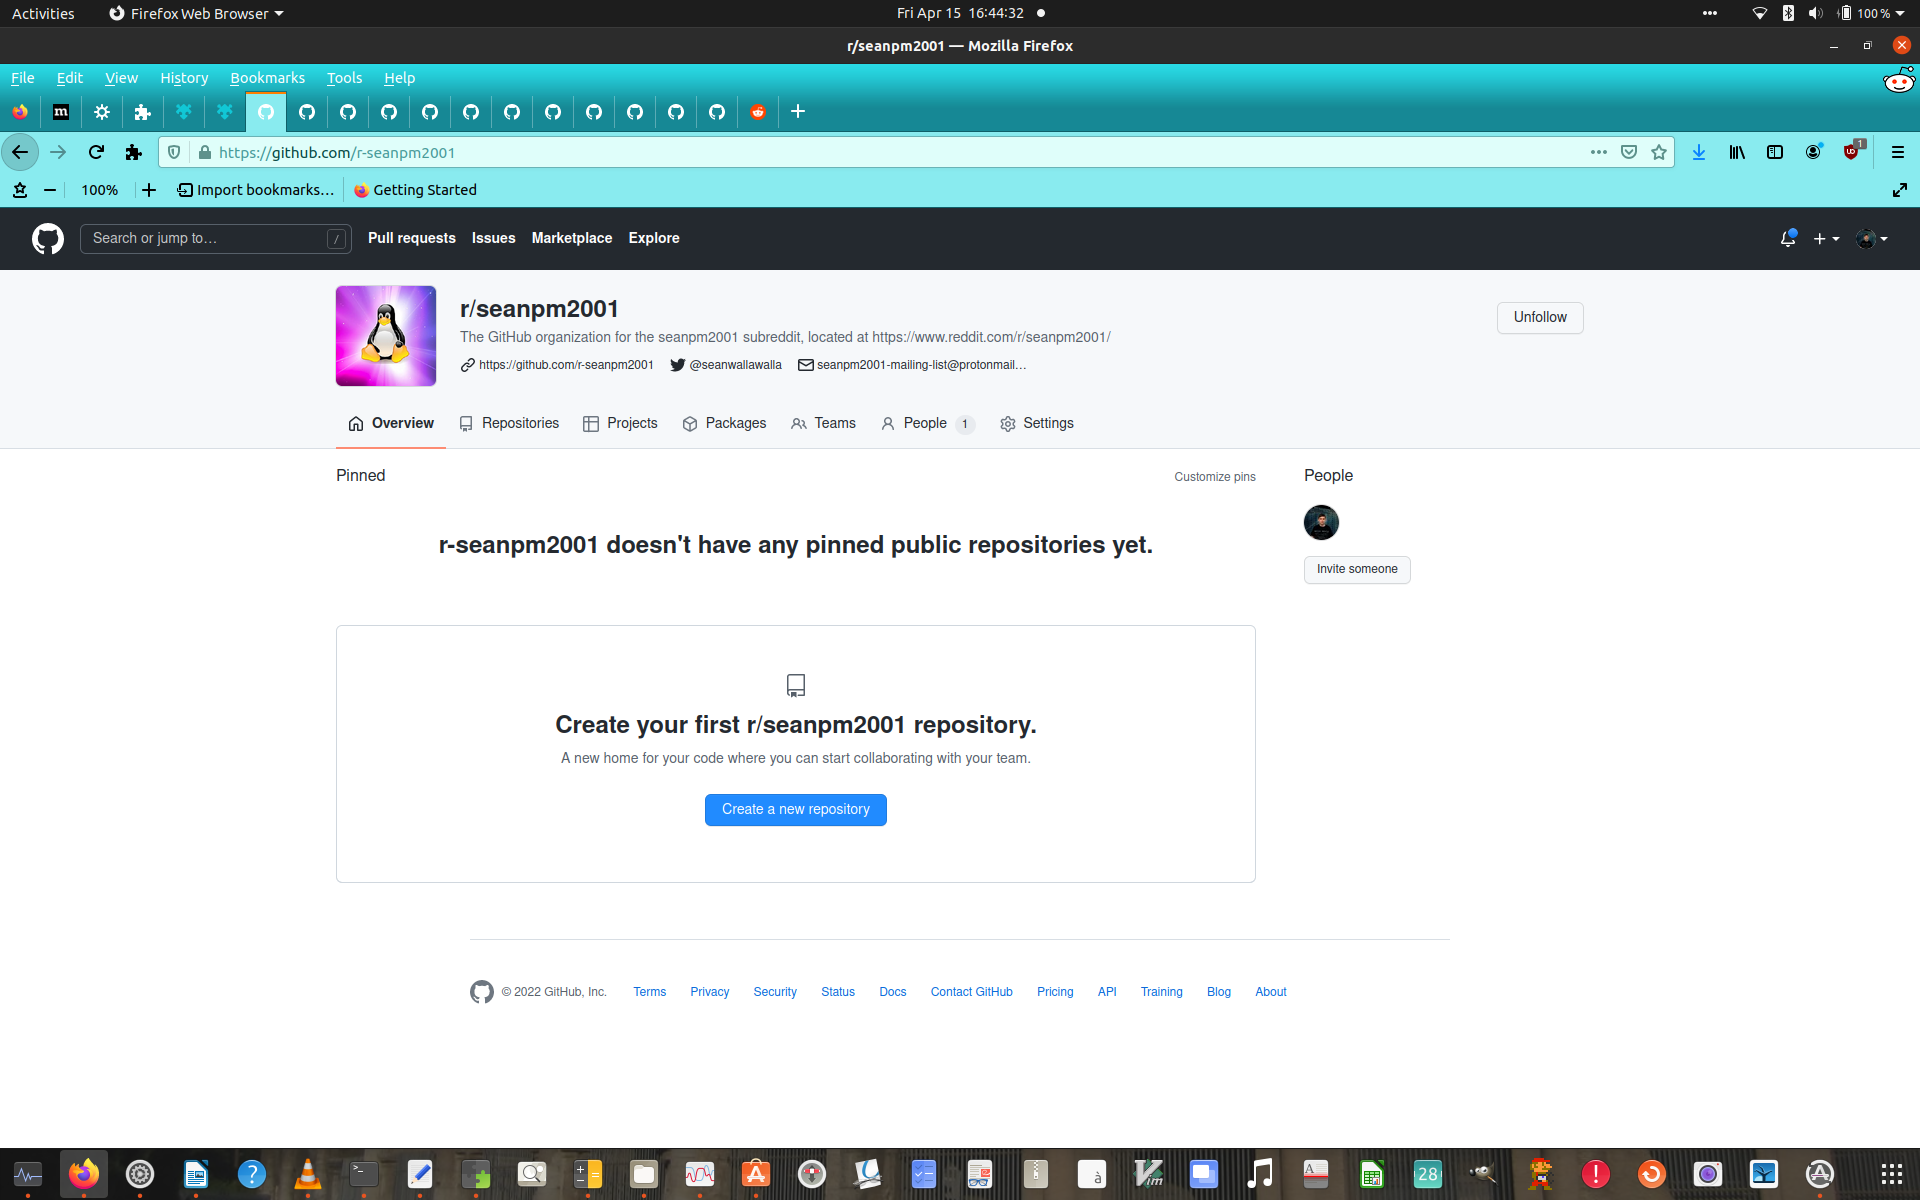 Activities
Firefox Web Browser
Fri Apr 15 16:44:32
100 %
r/seanpm2001 — Mozilla Firefox
File Edit View History Bookmarks Tools Help
m
https://github.com/r-seanpm2001
1
100%
Import bookmarks…
Getting Started
Search or jump to…
/
Pull requests Issues Marketplace Explore
r/seanpm2001
Unfollow
The GitHub organization for the seanpm2001 subreddit, located at https://www.reddit.com/r/seanpm2001/
https://github.com/r-seanpm2001 @seanwallawalla seanpm2001-mailing-list@protonmail…
Overview Repositories Projects Packages Teams People 1 Settings
Pinned
Customize pins
People
r-seanpm2001 doesn't have any pinned public repositories yet.
Invite someone
Create your first r/seanpm2001 repository.
A new home for your code where you can start collaborating with your team.
Create a new repository
© 2022 GitHub, Inc. Terms Privacy Security Status Docs Contact GitHub Pricing API Training Blog About
28